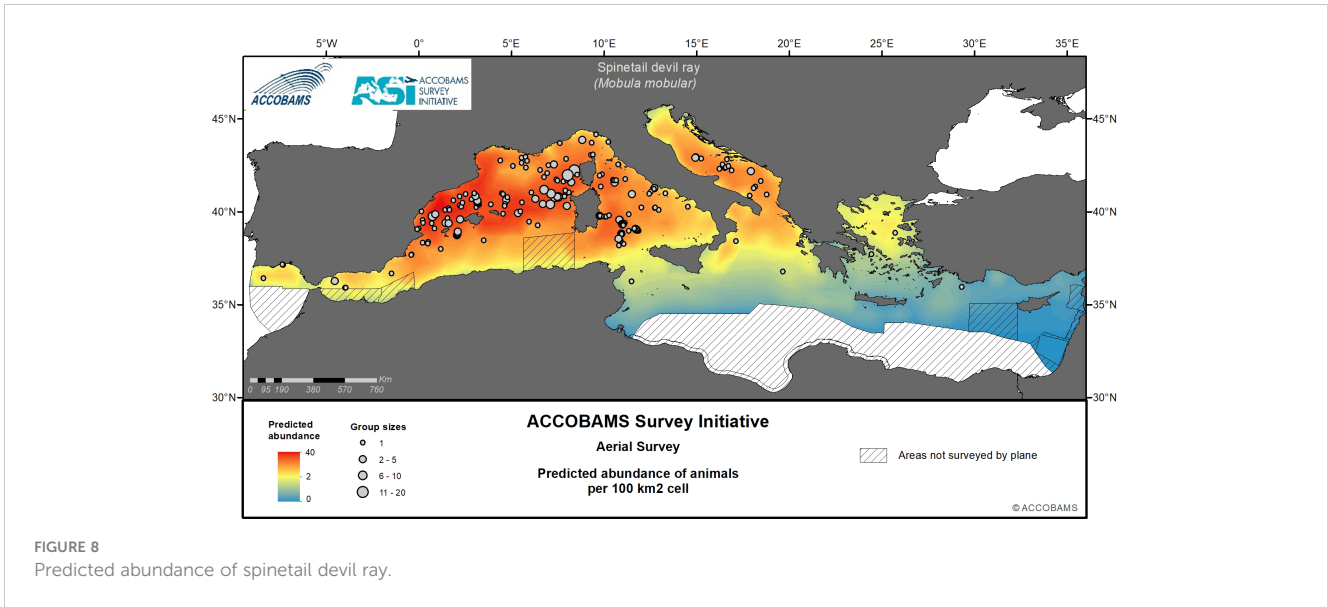 5°W 0° 5°E 10°E 15°E 20°E 25°E 30°E 35°E
Spinetail devil ray
(Mobula mobular)
ACCOBAMS
ASI
ACCOBAMS
SURVEY
INITIATIVE
45°N 45°N
40°N 40°N
35°N 35°N
30°N 30°N
Km
0 95 190 380 570 760
Predicted
abundance
40
2
0
Group sizes
1
2 - 5
6 - 10
11 - 20
ACCOBAMS Survey Initiative
Aerial Survey
Predicted abundance of animals
per 100 km2 cell
Areas not surveyed by plane
© ACCOBAMS
FIGURE 8
Predicted abundance of spinetail devil ray.